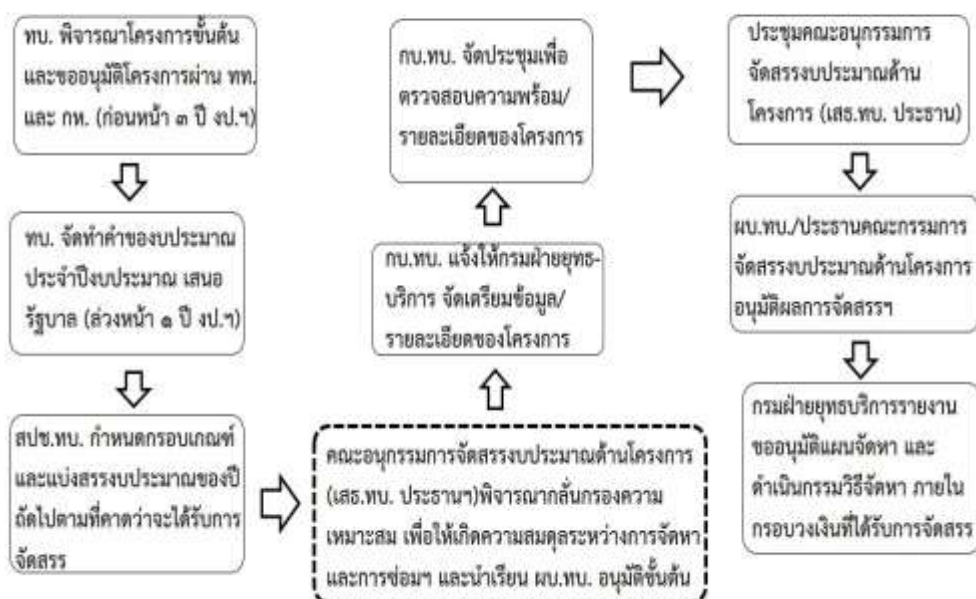 ทบ. พิจารณาโครงการขั้นต้น
และขออนุมัติโครงการผ่าน ทท.
และ กห. (ก่อนหน้า ๓ ปี งป.ฯ)
ทบ. จัดทำคำของบประมาณ
ประจำปีงบประมาณ เสนอ
รัฐบาล (ล่วงหน้า ๑ ปี งป.ฯ)
สปช.ทบ. กำหนดกรอบเกณฑ์
และแบ่งสรรงบประมาณของปี
ถัดไปตามที่คาดว่าจะได้รับการ
จัดสรร
คณะอนุกรรมการจัดสรรงบประมาณด้านโครงการ
(เสธ.ทบ. ประธานฯ)พิจารณากลั่นกรองความ
เหมาะสม เพื่อให้เกิดความสมดุลระหว่างการจัดหา
และการซ่อมฯ และนำเรียน ผบ.ทบ. อนุมัติขั้นต้น
กบ.ทบ. แจ้งให้กรมฝ่ายยุทธ-
บริการ จัดเตรียมข้อมูล/
รายละเอียดของโครงการ
กบ.ทบ. จัดประชุมเพื่อ
ตรวจสอบความพร้อม/
รายละเอียดของโครงการ
ประชุมคณะอนุกรรมการ
จัดสรรงบประมาณด้าน
โครงการ (เสธ.ทบ. ประธาน)
ผบ.ทบ./ประธานคณะกรรมการ
จัดสรรงบประมาณด้านโครงการ
อนุมัติผลการจัดสรรฯ
กรมฝ่ายยุทธบริการรายงาน
ขออนุมัติแผนจัดหา และ
ดำเนินกรรมวิธีจัดหา ภายใน
กรอบวงเงินที่ได้รับการจัดสรร